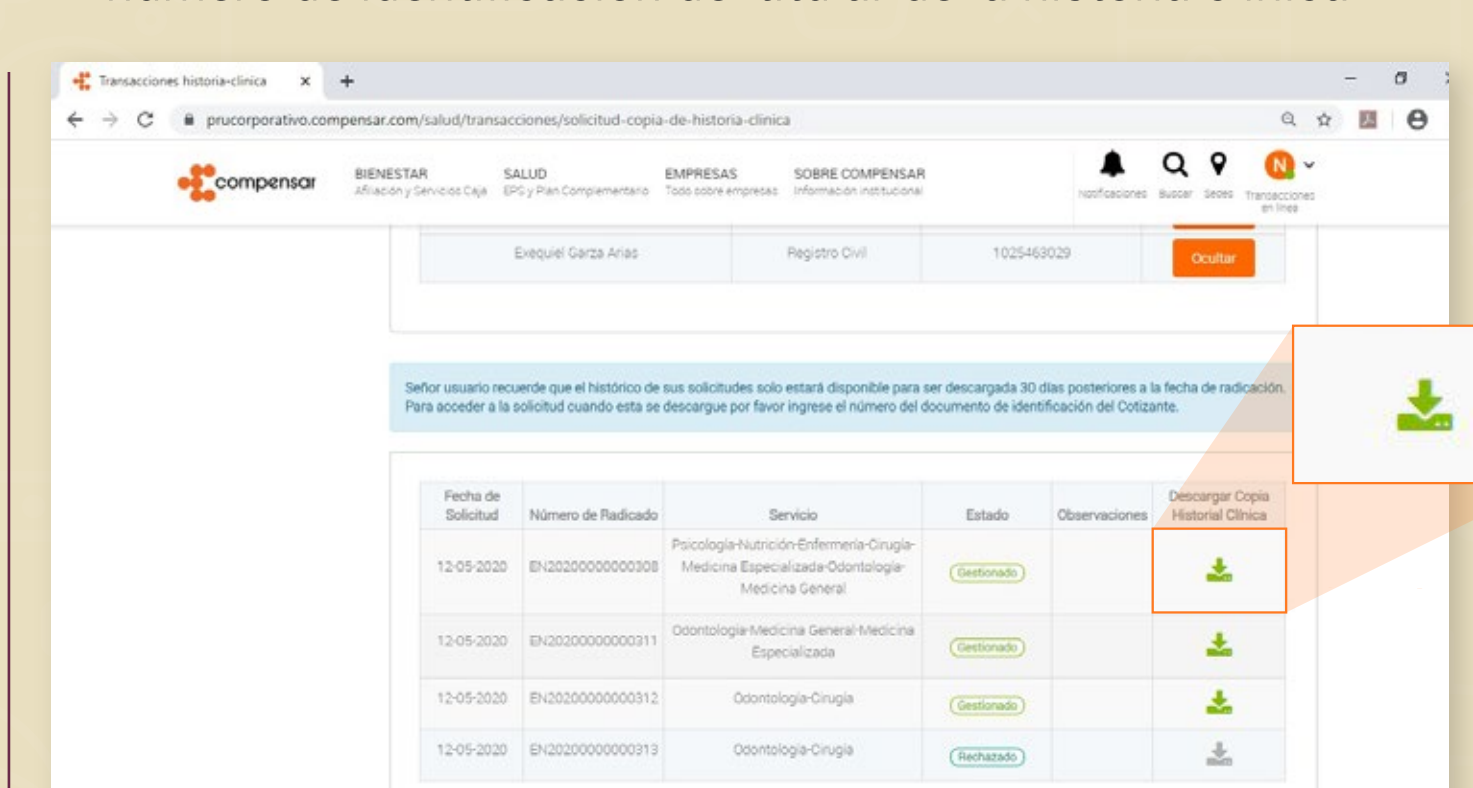 Transacciones historia-clinica
prucorporativo.compensar.com/salud/transacciones/solicitud-copia-de-historia-clinica
compensar
BIENESTAR
Afiliación y Servicios Caja
SALUD
EPS y Plan Complementario
EMPRESAS
Todo sobre empresas
SOBRE COMPENSAR
Información institucional
Notificaciones
Buscar
Sedes
N
Transacciones
en línea
Exequiel Garza Arias Registro Civil 1025463029 Ocultar
Señor usuario recuerde que el histórico de sus solicitudes solo estará disponible para ser descargada 30 días posteriores a la fecha de radicación.
Para acceder a la solicitud cuando esta se descargue por favor ingrese el número del documento de identificación del Cotizante.
Fecha de
Solicitud
Número de Radicado
Servicio
Estado
Observaciones
Descargar Copia
Historial Clínica
12-05-2020 EN20200000000308
Psicología-Nutrición-Enfermería-Cirugía-
Medicina Especializada-Odontología-
Medicina General
Gestionado
12-05-2020 EN20200000000311
Odontología-Medicina General-Medicina
Especializada
Gestionado
12-05-2020 EN20200000000312 Odontología-Cirugía Gestionado
12-05-2020 EN20200000000313 Odontología-Cirugía Rechazado